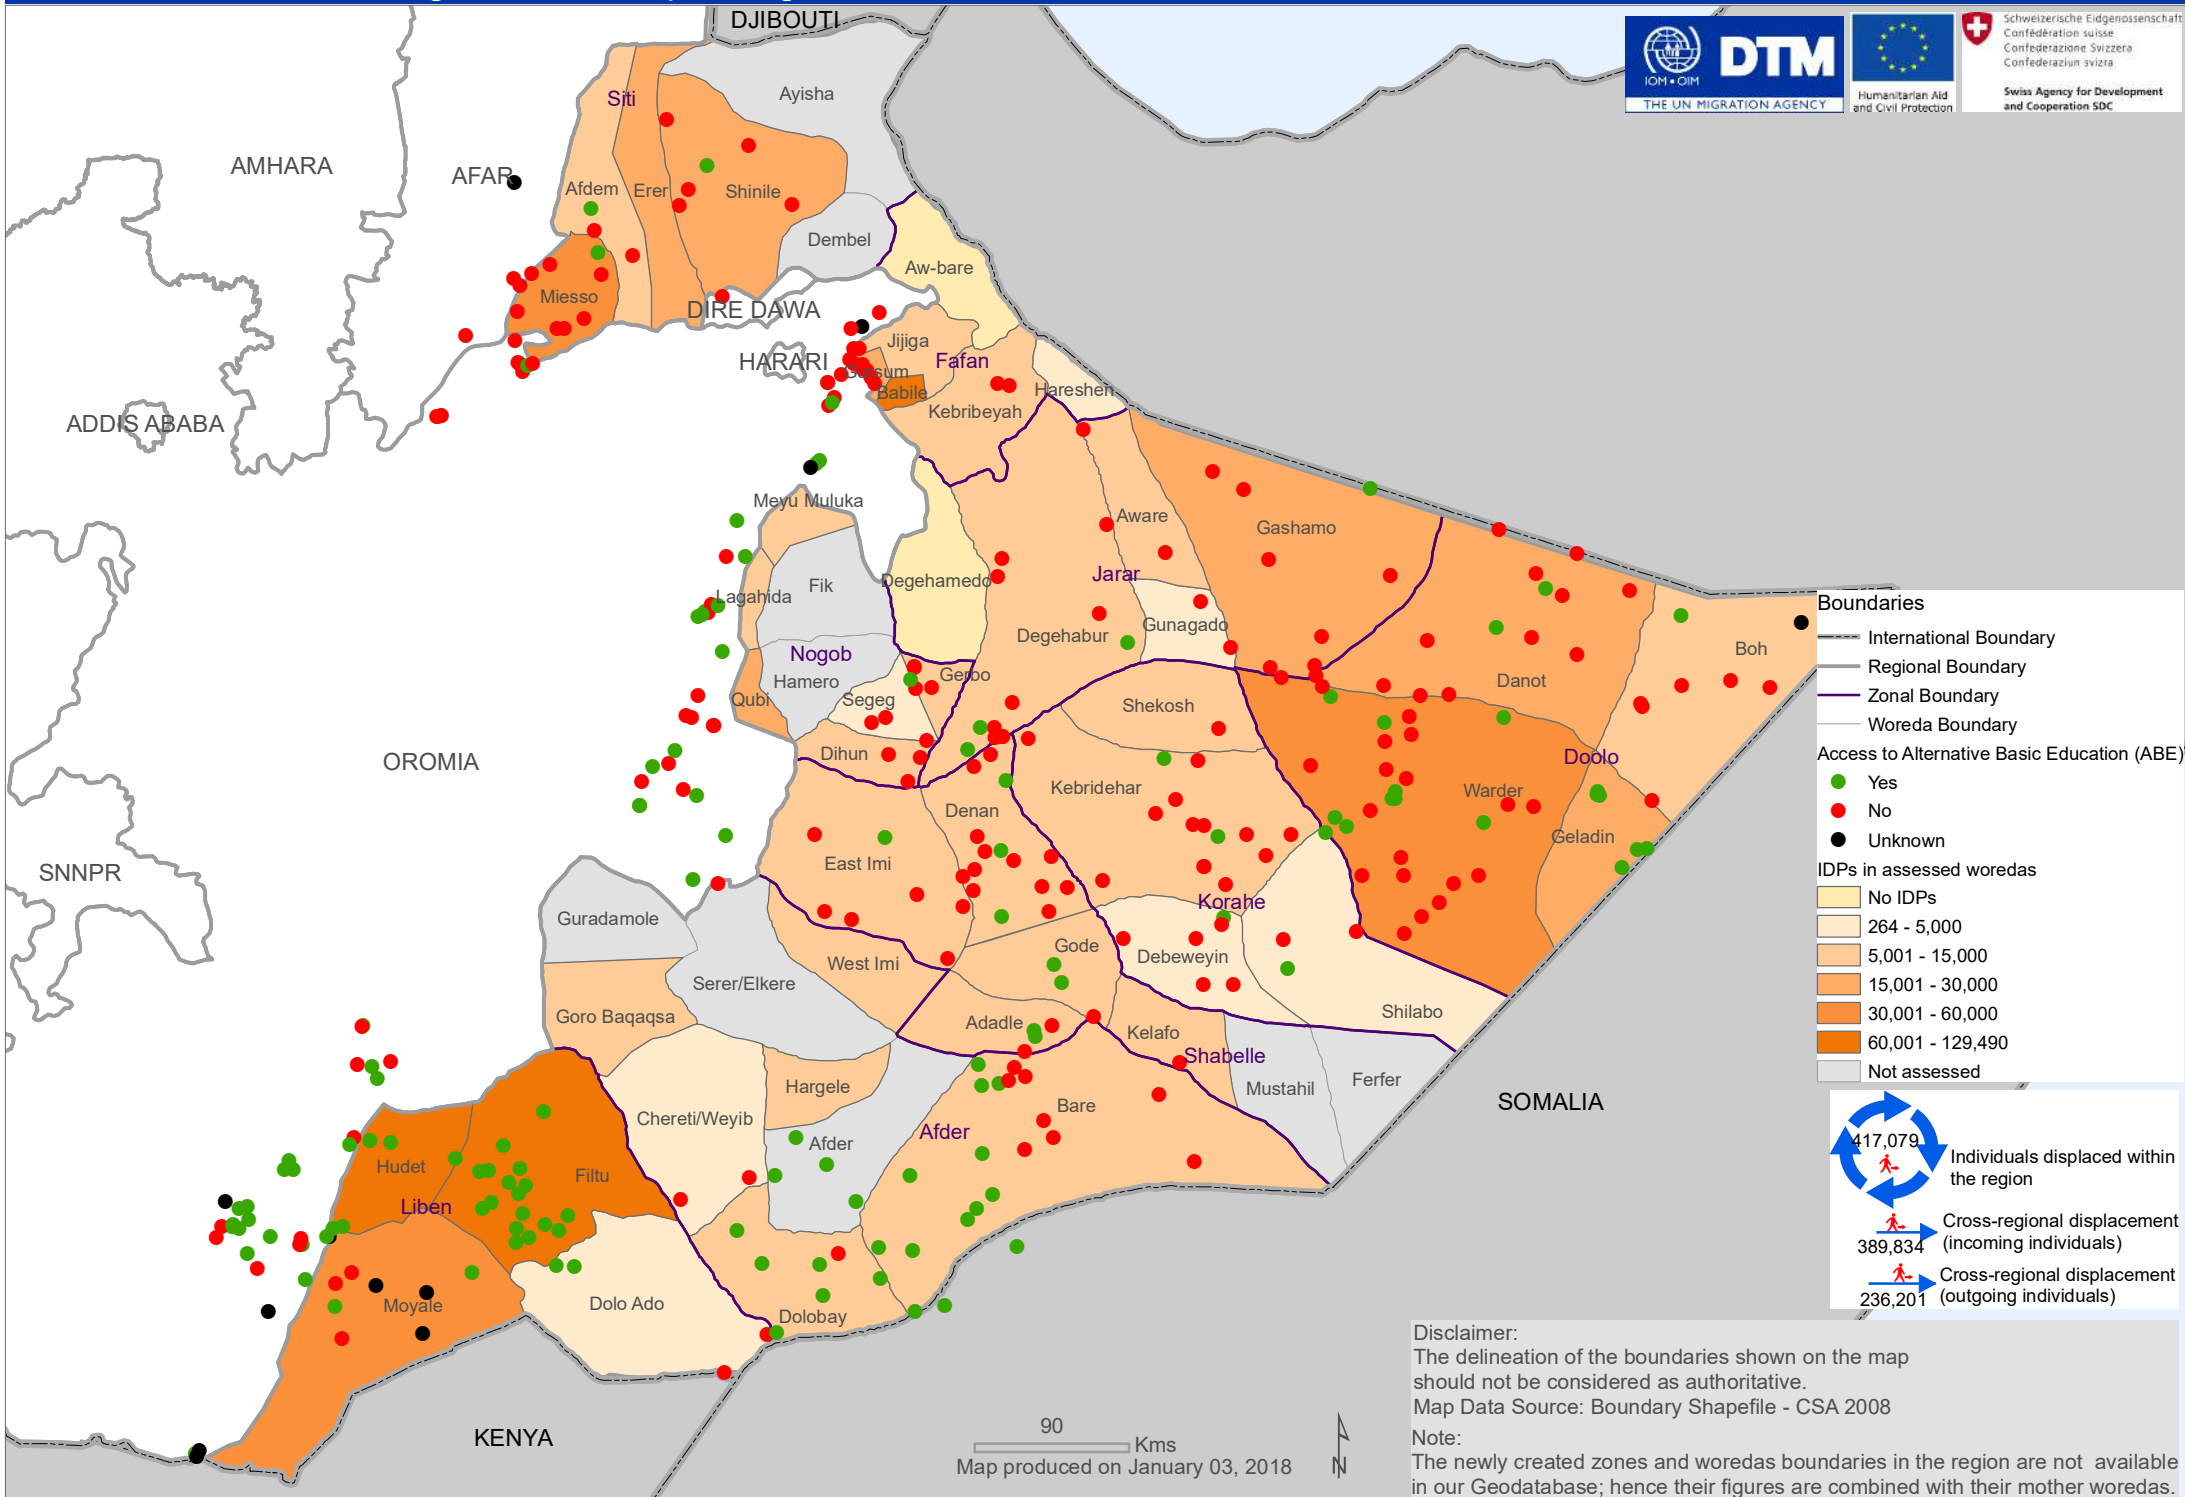 DJIBOUTI
IOM • OIM
DTM
THE UN MIGRATION AGENCY
Humanitarian Aid
and Civil Protection
Schweizerische Eidgenossenschaft
Confédération suisse
Confederazione Svizzera
Confederaziun svizra
Swiss Agency for Development
and Cooperation SDC
Siti
Ayisha
AMHARA
AFAR
Afdem
Erer
Shinile
Dembel
Aw-bare
Miesso
DIRE DAWA
HARARI
Jijiga
Fafan
Gursum
Babile
Hareshen
Kebribeyah
ADDIS ABABA
Meyu Muluka
Aware
Gashamo
Jarar
Degehamedo
Fik
Lagahida
Gunagado
Degehabur
Nogob
Hamero
Gerbo
Segeg
Qubi
Danot
Boh
Shekosh
Dihun
OROMIA
Doolo
Kebridehar
Warder
Denan
Geladin
East Imi
SNNPR
Korahe
Guradamole
Gode
Debeweyin
West Imi
Serer/Elkere
Goro Baqaqsa
Shilabo
Adadle
Kelafo
Shabelle
Ferfer
Mustahil
Hargele
Bare
Chereti/Weyib
Afder
Afder
SOMALIA
Hudet
Filtu
Liben
Moyale
Dolo Ado
Dolobay
KENYA
Boundaries
International Boundary
Regional Boundary
Zonal Boundary
Woreda Boundary
Access to Alternative Basic Education (ABE)
Yes
No
Unknown
IDPs in assessed woredas
No IDPs
264 - 5,000
5,001 - 15,000
15,001 - 30,000
30,001 - 60,000
60,001 - 129,490
Not assessed
417,079
Individuals displaced within
the region
Cross-regional displacement
389,834
(incoming individuals)
Cross-regional displacement
236,201
(outgoing individuals)
Disclaimer:
The delineation of the boundaries shown on the map
should not be considered as authoritative.
Map Data Source: Boundary Shapefile - CSA 2008
Note:
The newly created zones and woredas boundaries in the region are not available
in our Geodatabase; hence their figures are combined with their mother woredas.
90
Kms
Map produced on January 03, 2018
N